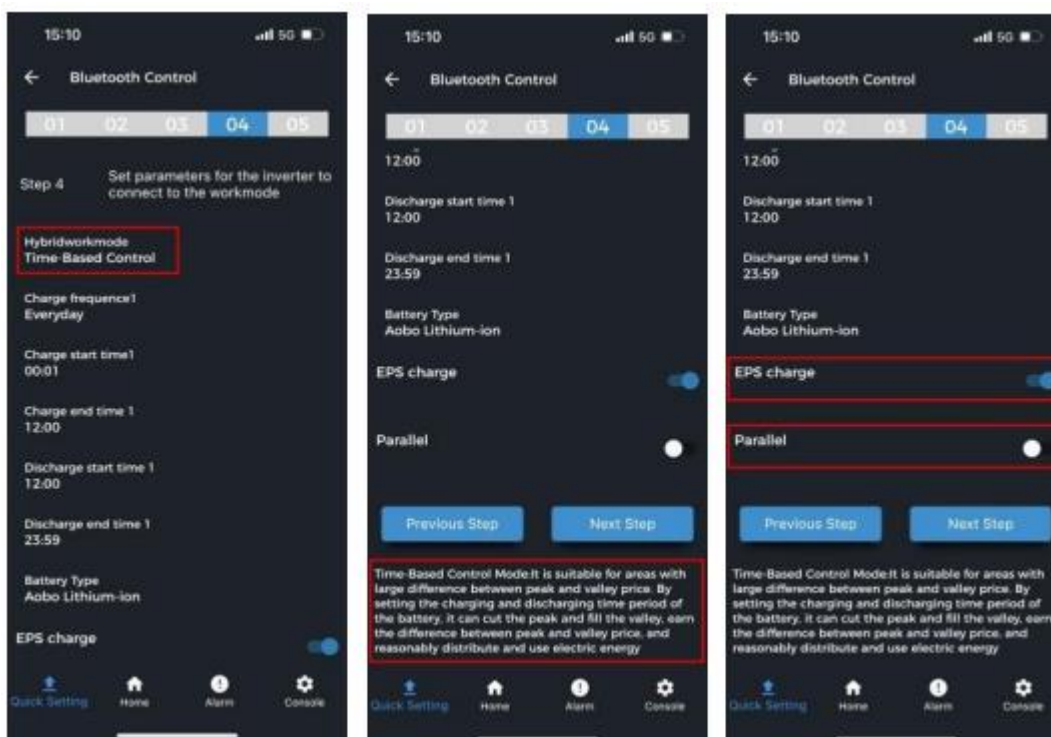 15:10
5G
Bluetooth Control
01 02 03 04 05
Step 4
Set parameters for the inverter to
connect to the workmode
Hybridworkmode
Time-Based Control
Charge frequence1
Everyday
Charge start time1
00:01
Charge end time 1
12:00
Discharge start time 1
12:00
Discharge end time 1
23:59
Battery Type
Aobo Lithium-ion
EPS charge
Quick Setting Home Alarm Console
15:10
5G
Bluetooth Control
01 02 03 04 05
12:00
Discharge start time 1
12:00
Discharge end time 1
23:59
Battery Type
Aobo Lithium-ion
EPS charge
Parallel
Previous Step Next Step
Time-Based Control Mode:It is suitable for areas with
large difference between peak and valley price. By
setting the charging and discharging time period of
the battery, it can cut the peak and fill the valley, earn
the difference between peak and valley price, and
reasonably distribute and use electric energy
Quick Setting Home Alarm Console
15:10
5G
Bluetooth Control
01 02 03 04 05
12:00
Discharge start time 1
12:00
Discharge end time 1
23:59
Battery Type
Aobo Lithium-ion
EPS charge
Parallel
Previous Step Next Step
Time-Based Control Mode:It is suitable for areas with
large difference between peak and valley price. By
setting the charging and discharging time period of
the battery, it can cut the peak and fill the valley, earn
the difference between peak and valley price, and
reasonably distribute and use electric energy
Quick Setting Home Alarm Console